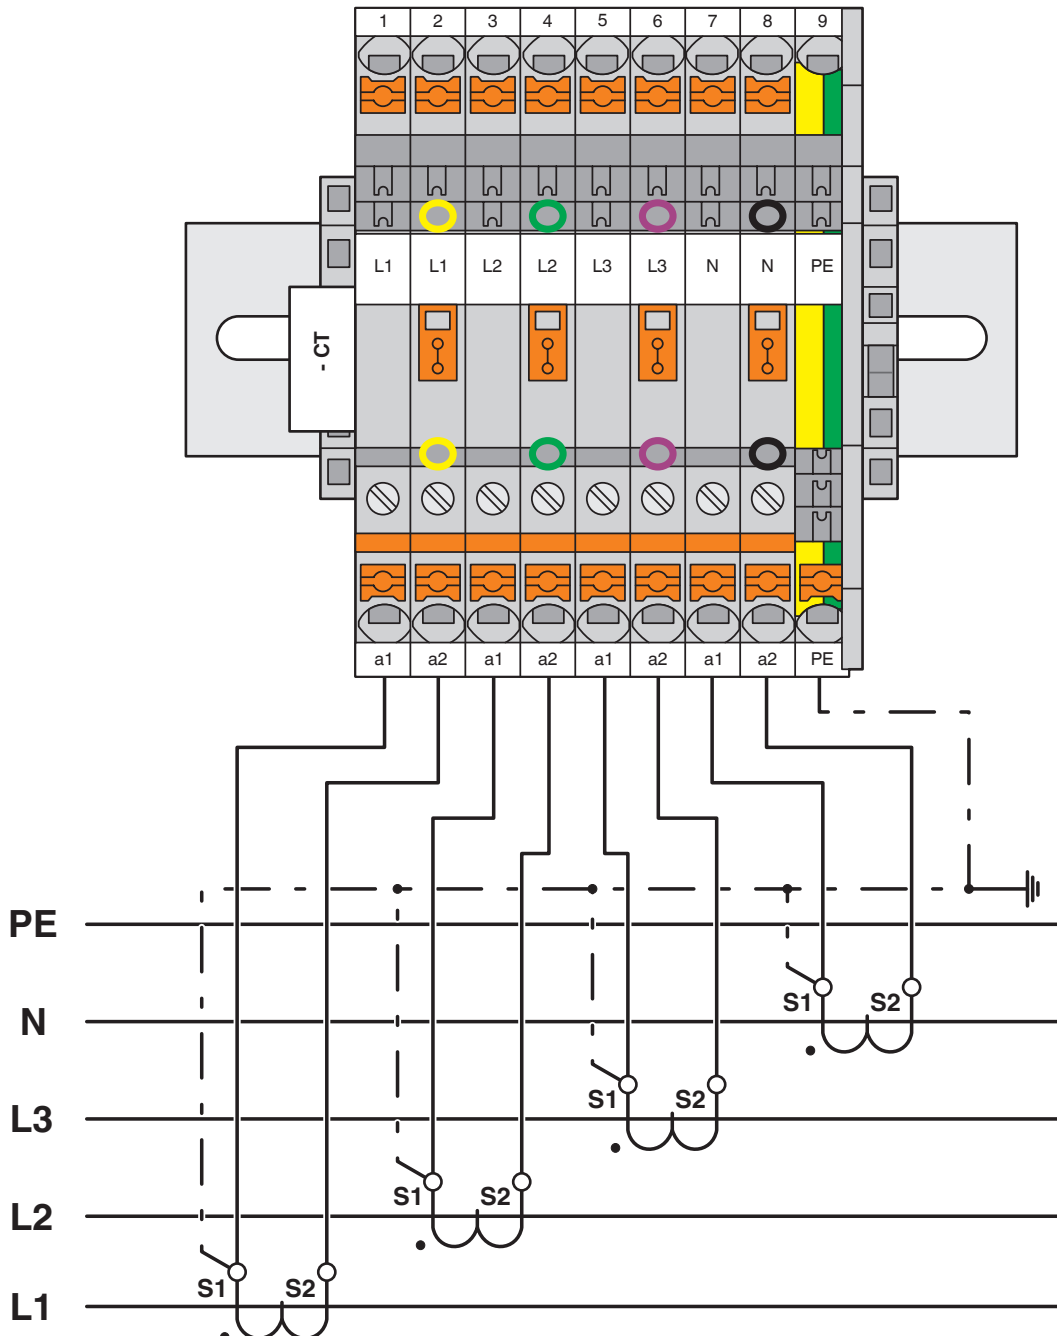 1 2 3 4 5 6 7 8 9
L1 L1 L2 L2 L3 L3 N N PE
- CT
a1 a2 a1 a2 a1 a2 a1 a2 PE
PE
S1 S2
N
S1 S2
L3
S1 S2
L2
S1 S2
L1